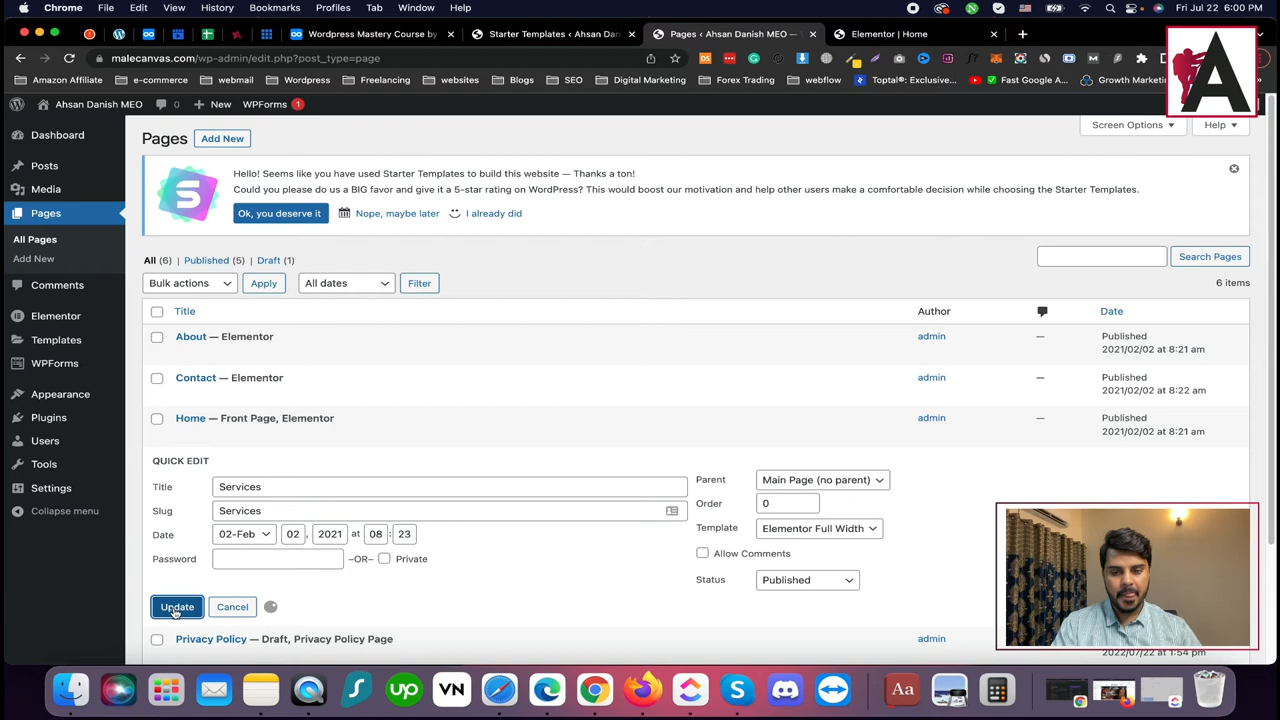 Chrome File Edit View History Bookmarks Profiles Tab Window Help
Fri Jul 22 6:00 PM
WordPress Mastery Course by
Starter Templates ‹ Ahsan Dan
Pages ‹ Ahsan Danish MEO —
Elementor | Home
malecanvas.com/wp-admin/edit.php?post_type=page
Amazon Affiliate e-commerce webmail Wordpress Freelancing websites Blogs SEO Digital Marketing Forex Trading webflow Toptal®: Exclusive... Fast Google A... Growth Marketing
A
Ahsan Danish MEO 0 New WPForms 1
Dashboard
Posts
Media
Pages
All Pages
Add New
Comments
Elementor
Templates
WPForms
Appearance
Plugins
Users
Tools
Settings
Collapse menu
Screen Options Help
Pages Add New
Hello! Seems like you have used Starter Templates to build this website — Thanks a ton!
Could you please do us a BIG favor and give it a 5-star rating on WordPress? This would boost our motivation and help other users make a comfortable decision while choosing the Starter Templates.
Ok, you deserve it Nope, maybe later I already did
All (6) | Published (5) | Draft (1)
Search Pages
Bulk actions Apply All dates Filter
6 items
Title Author Date
About — Elementor admin — Published
2021/02/02 at 8:21 am
Contact — Elementor admin — Published
2021/02/02 at 8:22 am
Home — Front Page, Elementor admin — Published
2021/02/02 at 8:21 am
QUICK EDIT
Title Services
Slug Services
Date 02-Feb 02 , 2021 at 08 : 23
Password –OR– Private
Parent Main Page (no parent)
Order 0
Template Elementor Full Width
Allow Comments
Status Published
Update Cancel
Privacy Policy — Draft, Privacy Policy Page admin
2022/07/22 at 1:54 pm
up
VN
Aa